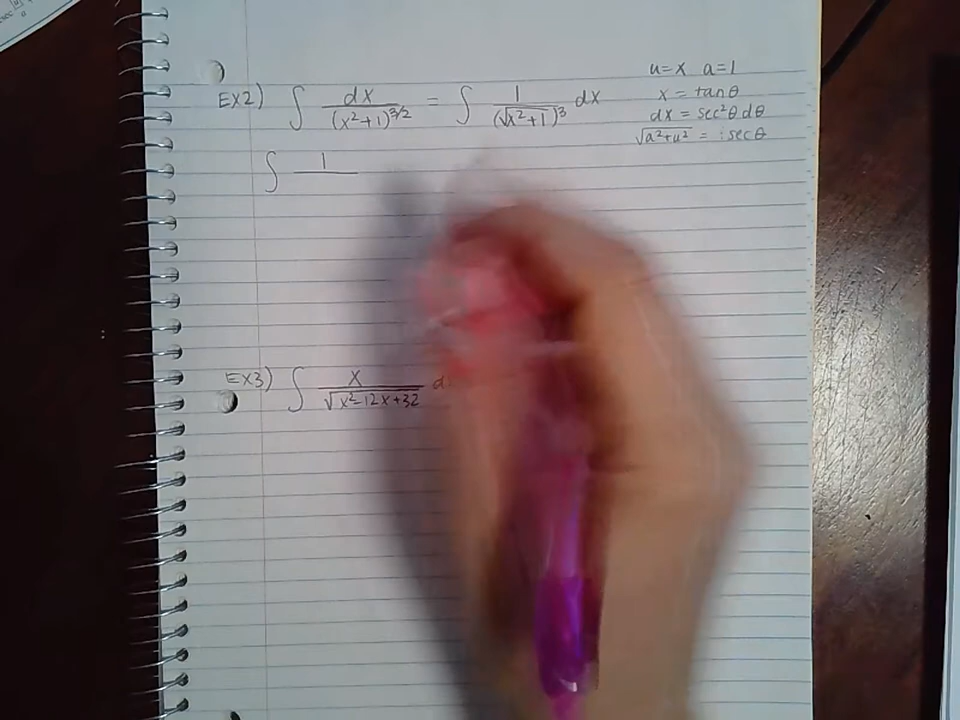 u=x a=1
EX2) ∫ dx/(x²+1)^3/2 = ∫ 1/(√x²+1)³ dx
x = tanθ
dx = sec²θ dθ
√a²+u² = 1secθ
∫ 1
EX3) ∫ x/√x²-12x+32 d